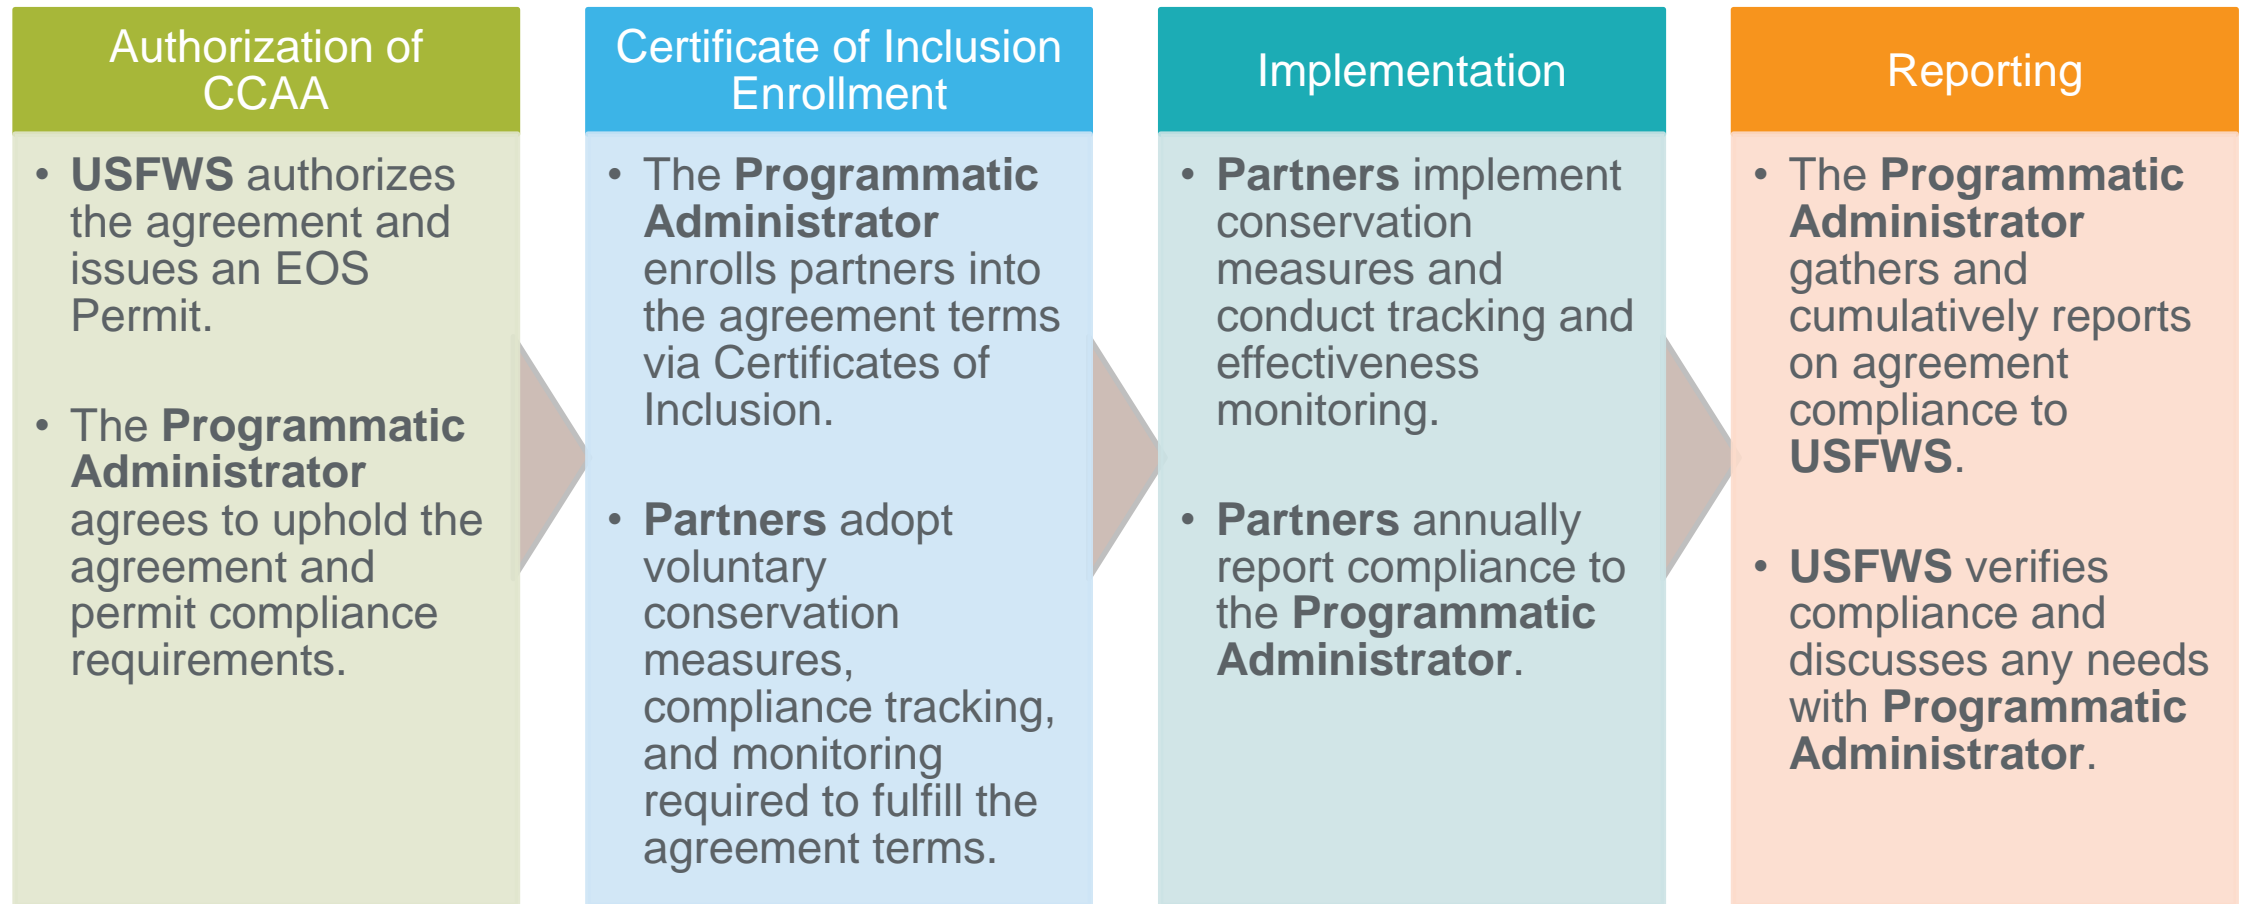 Authorization of
CCAA
• USFWS authorizes
the agreement and
issues an EOS
Permit.
• The Programmatic
Administrator
agrees to uphold the
agreement and
permit compliance
requirements.
Certificate of Inclusion
Enrollment
• The Programmatic
Administrator
enrolls partners into
the agreement terms
via Certificates of
Inclusion.
• Partners adopt
voluntary
conservation
measures,
compliance tracking,
and monitoring
required to fulfill the
agreement terms.
Implementation
• Partners implement
conservation
measures and
conduct tracking and
effectiveness
monitoring.
• Partners annually
report compliance to
the Programmatic
Administrator.
Reporting
• The Programmatic
Administrator
gathers and
cumulatively reports
on agreement
compliance to
USFWS.
• USFWS verifies
compliance and
discusses any needs
with Programmatic
Administrator.